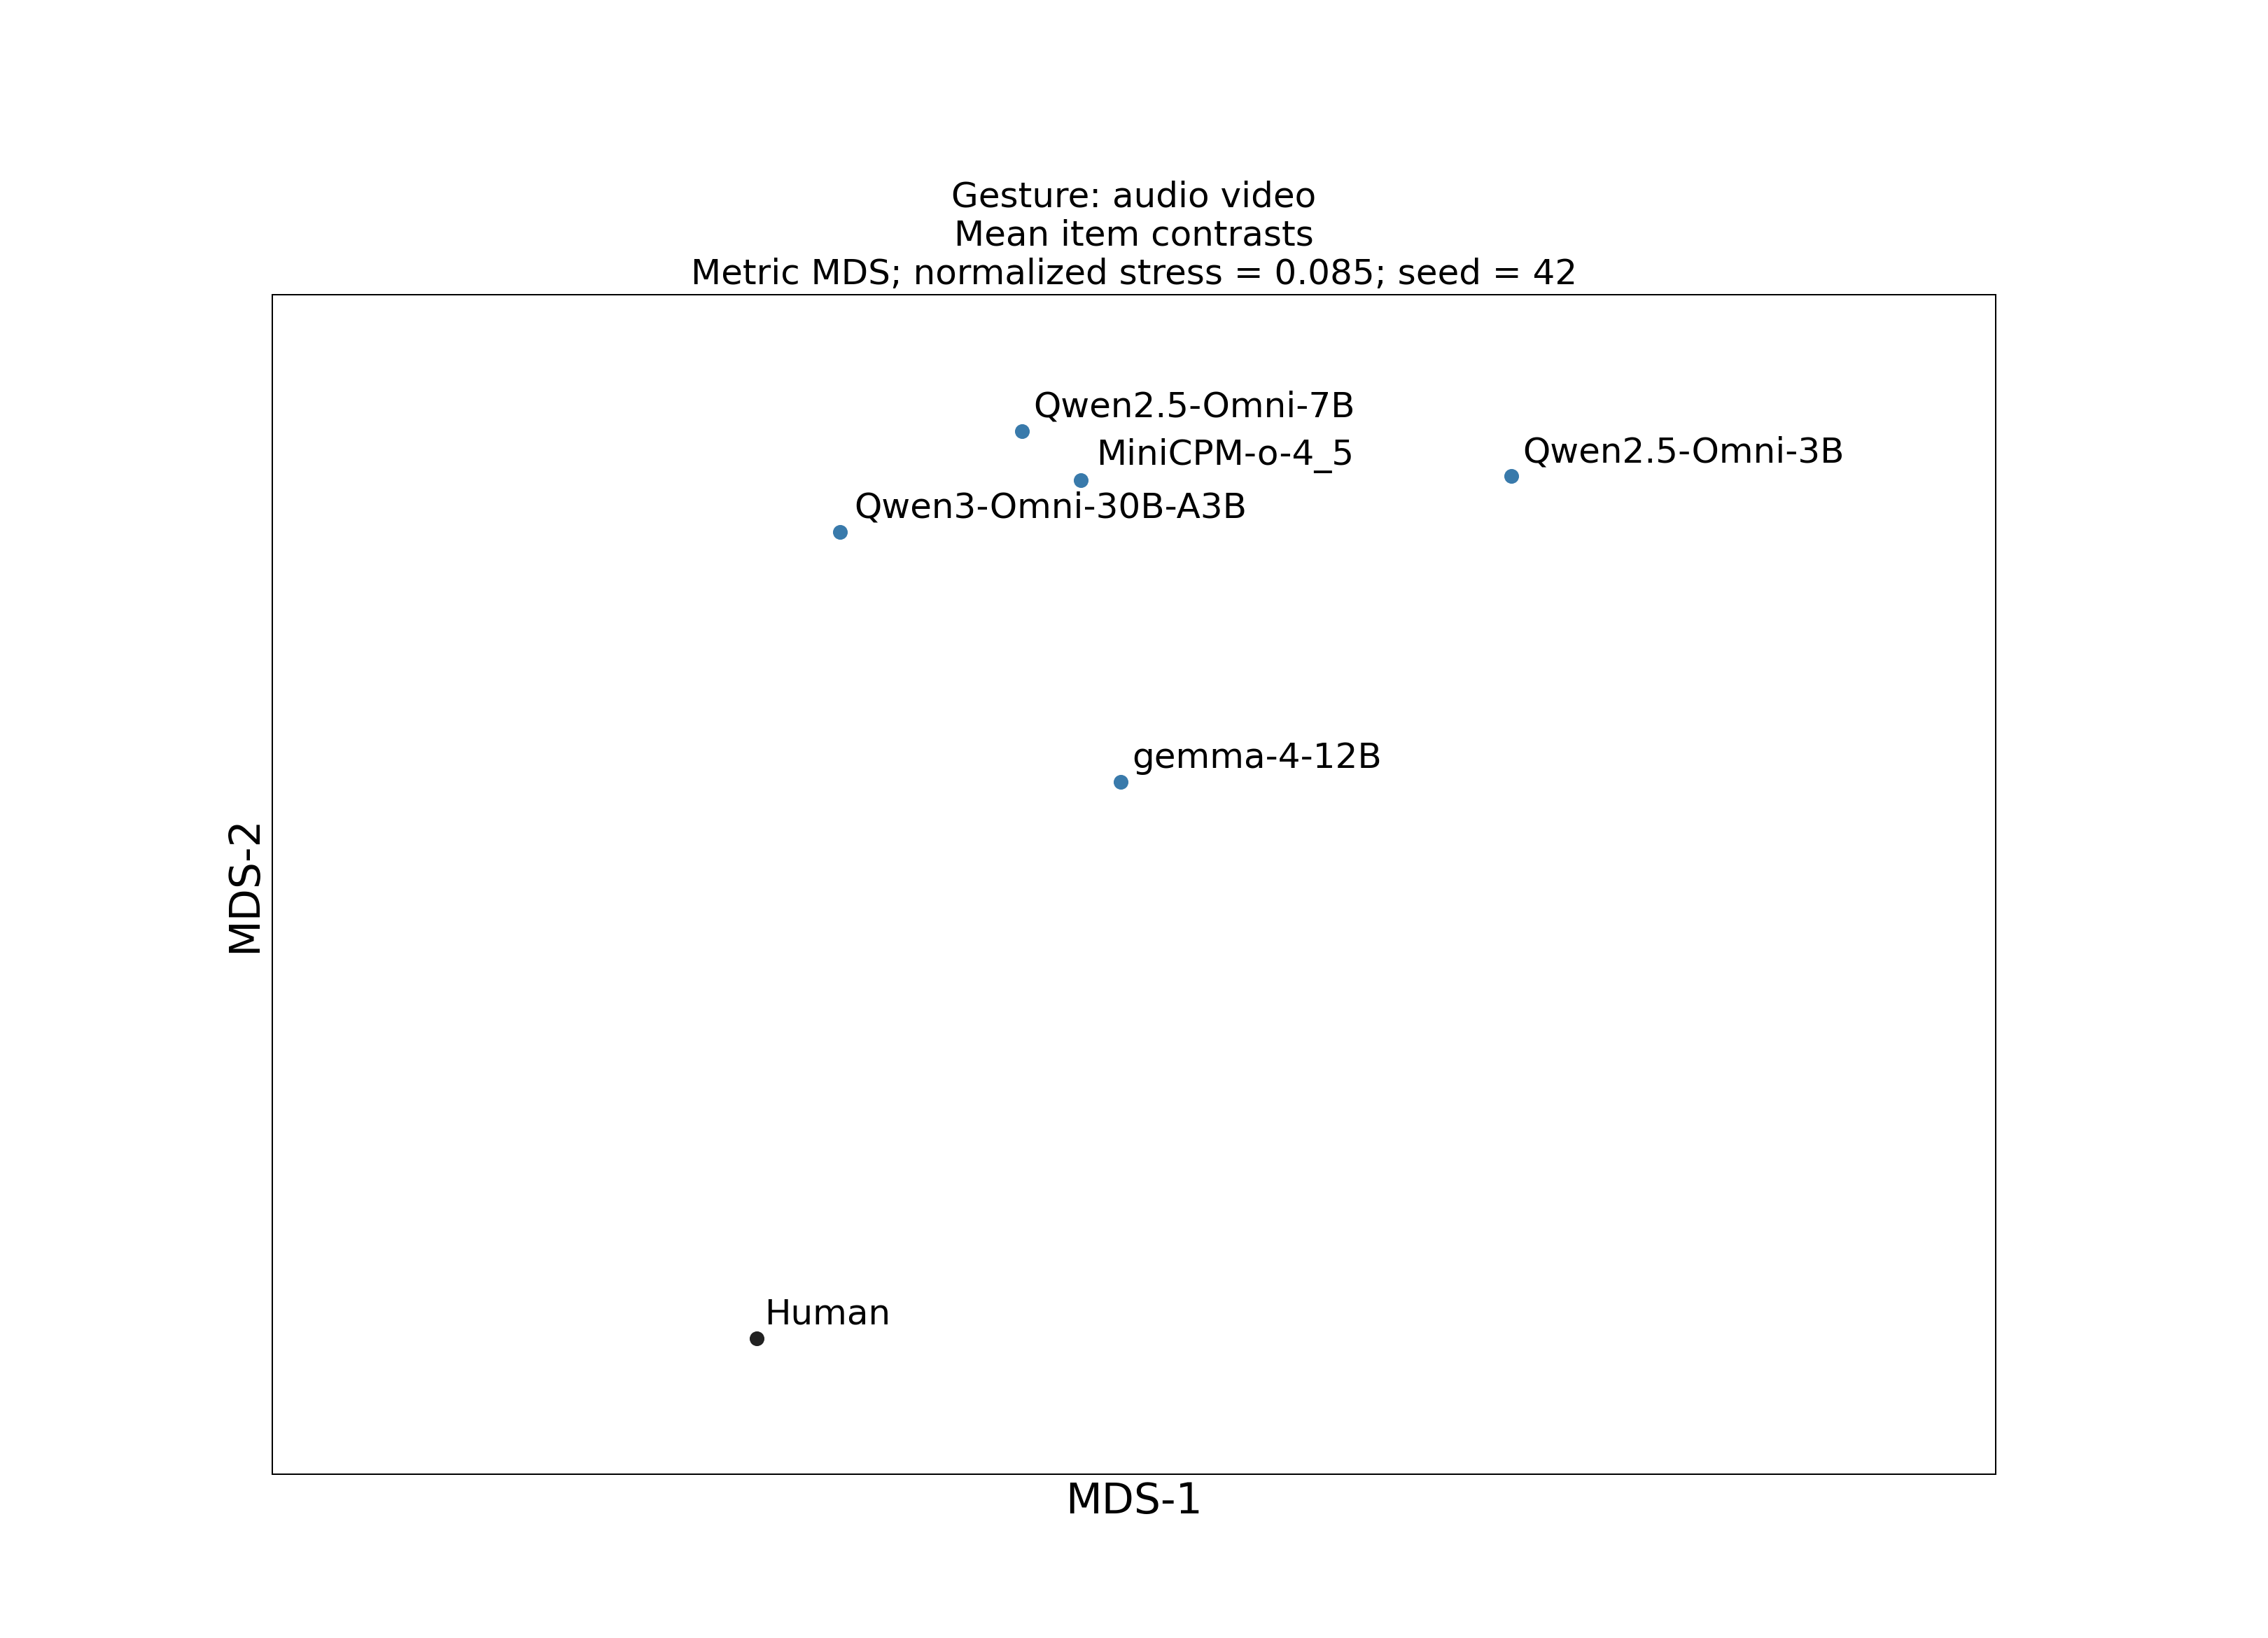 Gesture: audio video
Mean item contrasts
Metric MDS; normalized stress = 0.085; seed = 42
Qwen2.5-Omni-7B
MiniCPM-o-4_5
Qwen2.5-Omni-3B
Qwen3-Omni-30B-A3B
gemma-4-12B
MDS-2
Human
MDS-1